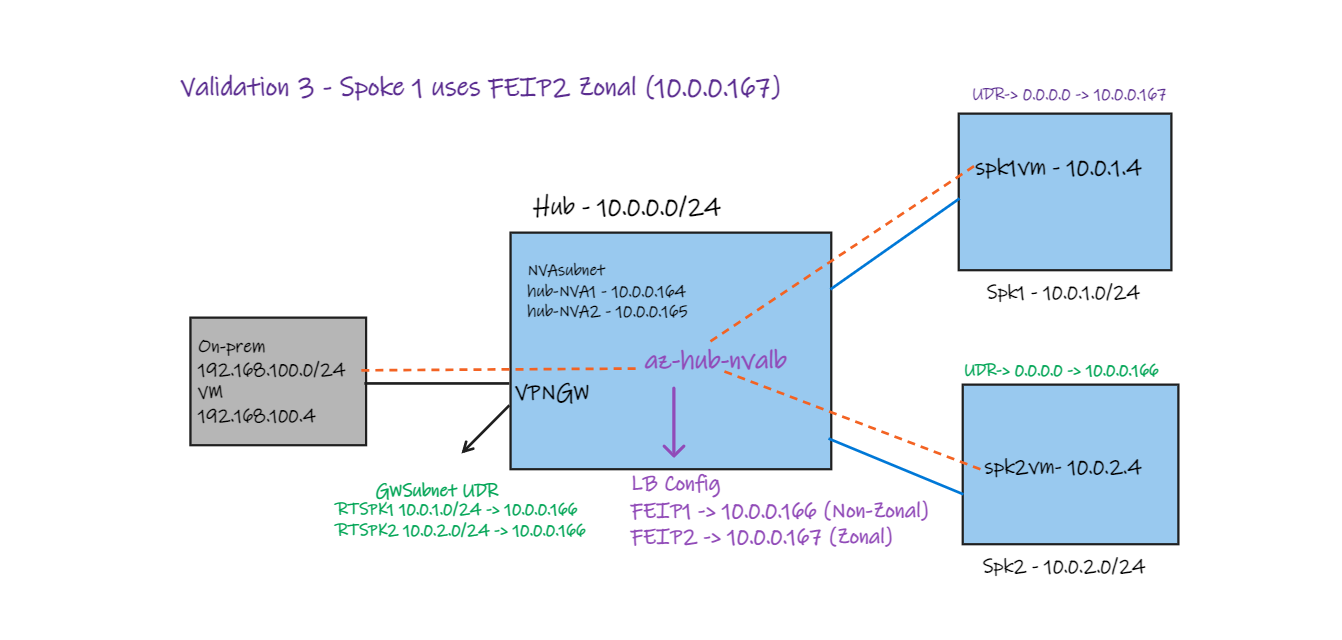 Validation 3 - Spoke 1 uses FEIP2 Zonal (10.0.0.167)
UDR-> 0.0.0.0 -> 10.0.0.167
spk1vm - 10.0.1.4
Spk1 - 10.0.1.0/24
Hub - 10.0.0.0/24
NVAsubnet
hub-NVA1 - 10.0.0.164
hub-NVA2 - 10.0.0.165
az-hub-nvalb
VPNGW
On-prem
192.168.100.0/24
VM
192.168.100.4
UDR-> 0.0.0.0 -> 10.0.0.166
spk2vm- 10.0.2.4
Spk2 - 10.0.2.0/24
GWSubnet UDR
RTSPK1 10.0.1.0/24 -> 10.0.0.166
RTSPK2 10.0.2.0/24 -> 10.0.0.166
LB Config
FEIP1 -> 10.0.0.166 (Non-Zonal)
FEIP2 -> 10.0.0.167 (Zonal)